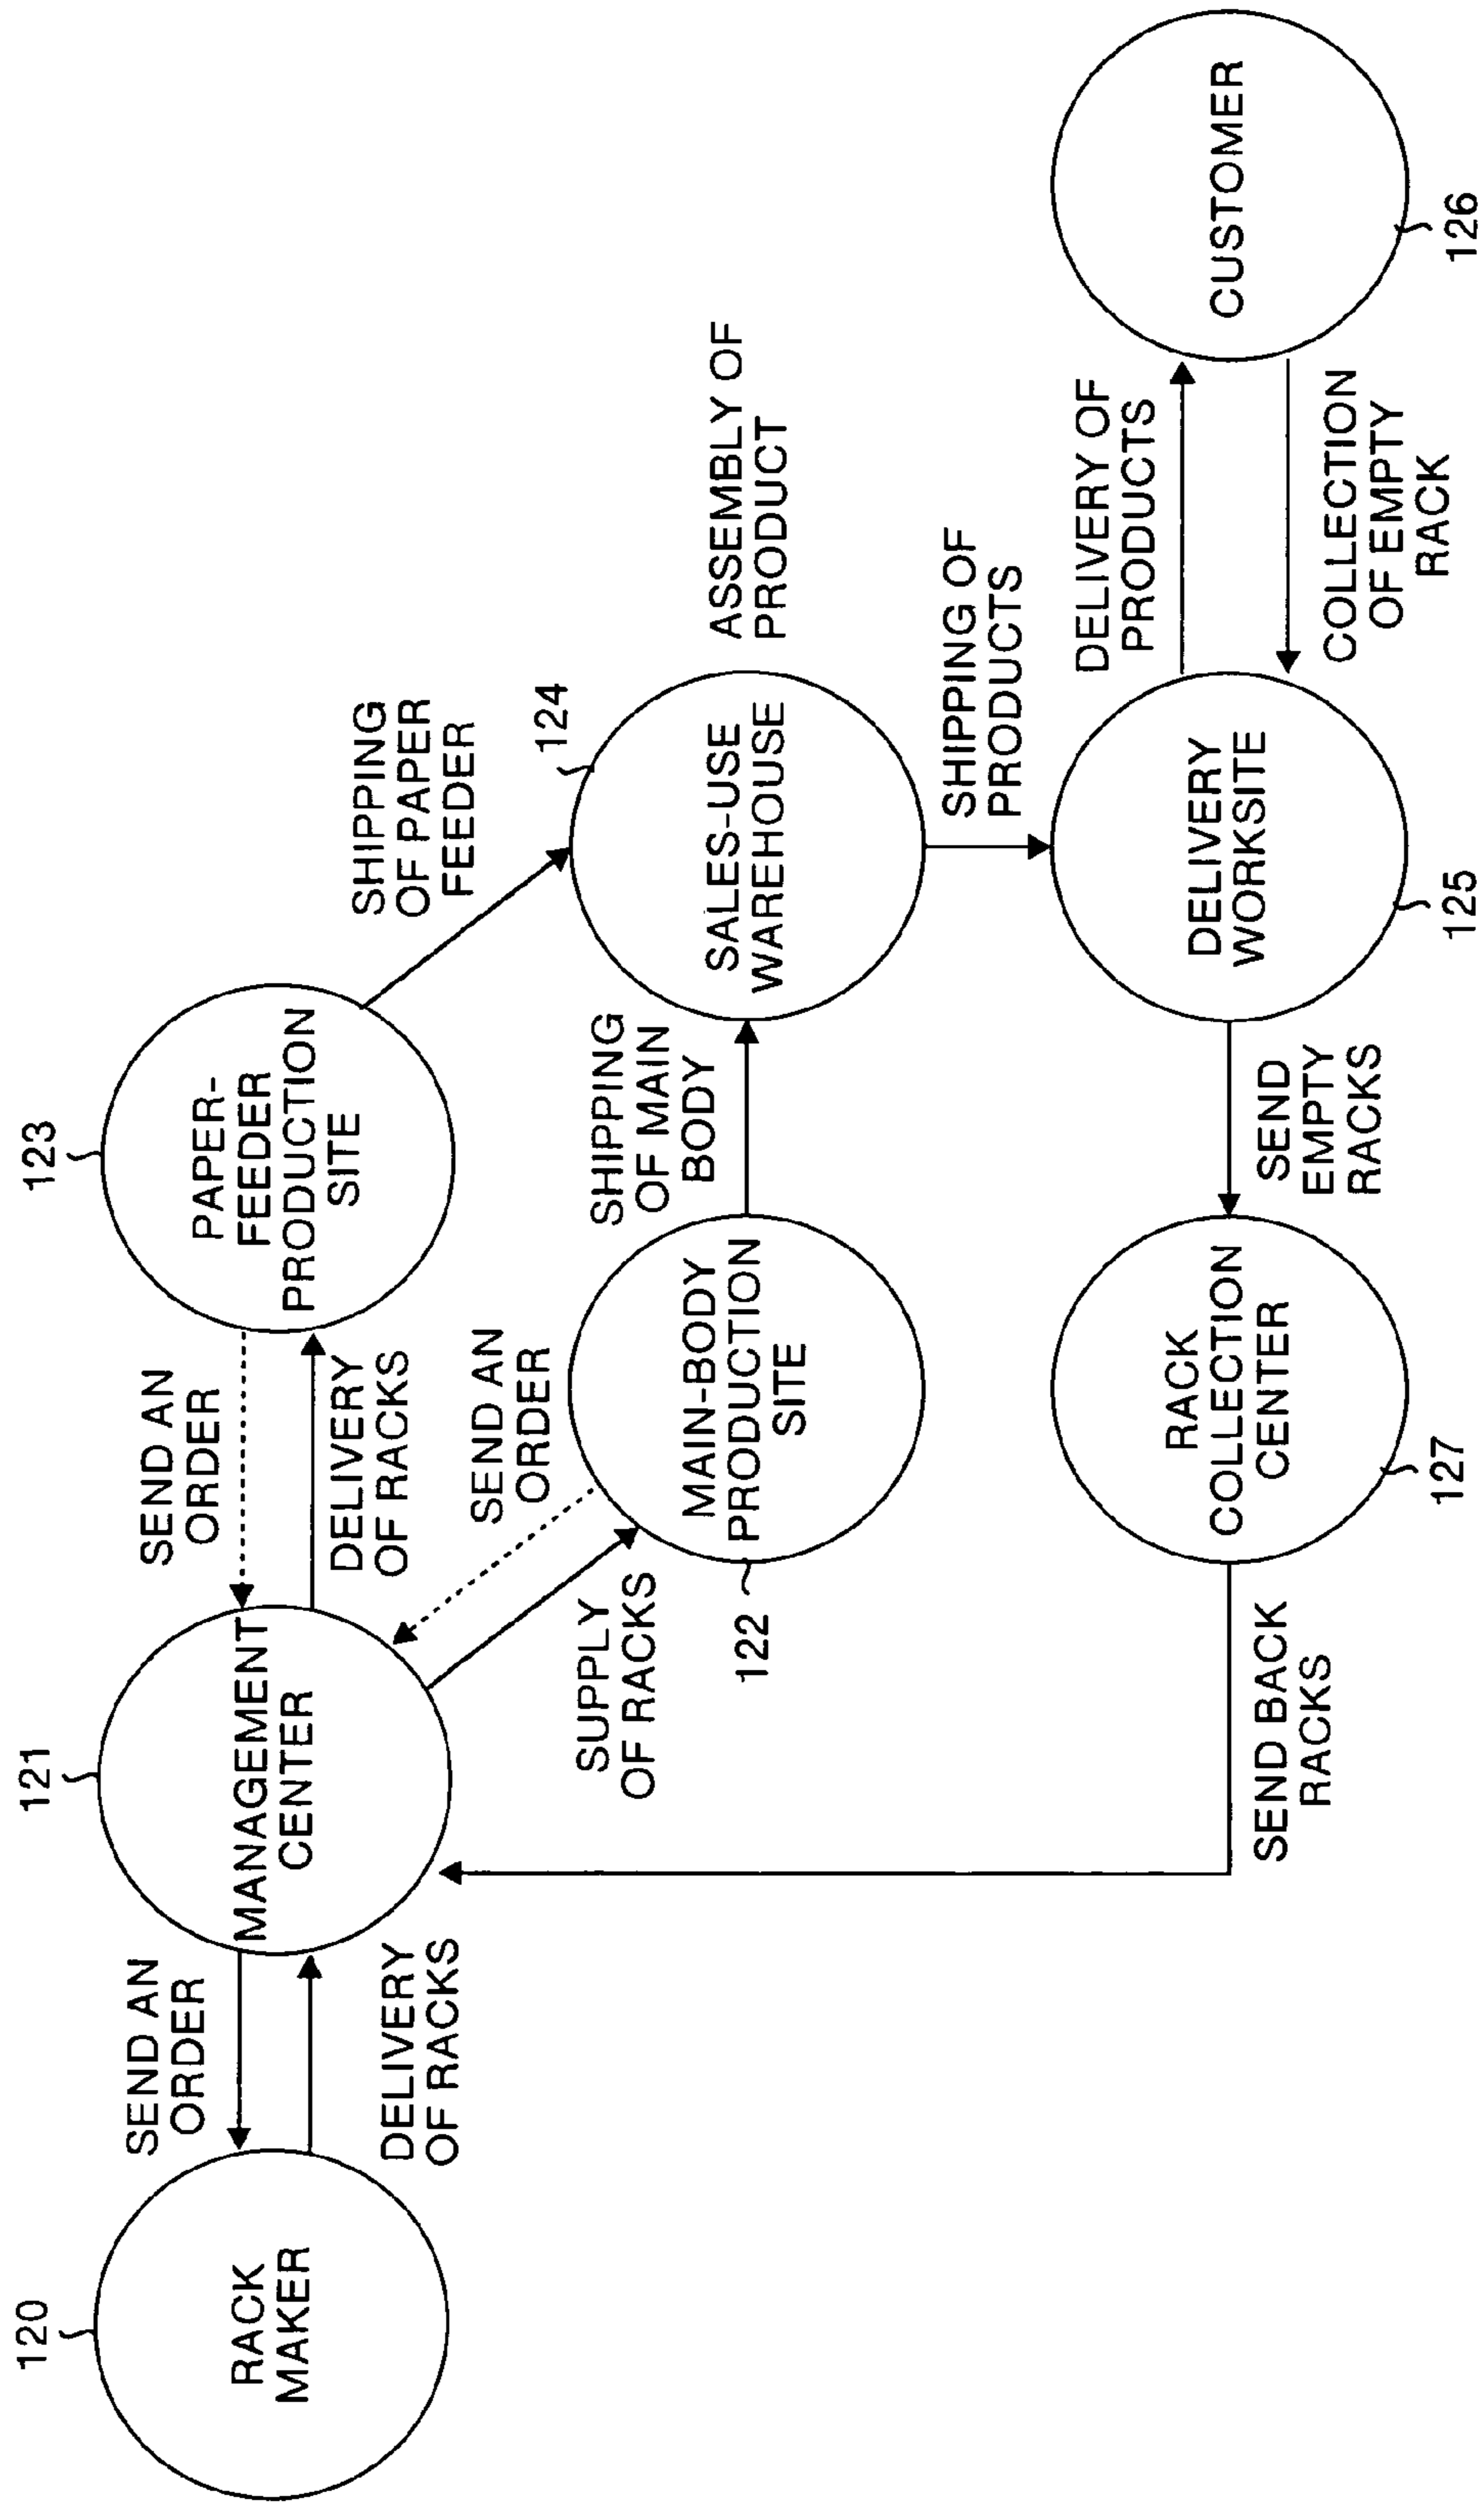 120
RACK
MAKER
SEND AN
ORDER
DELIVERY
OF RACKS
121
MANAGEMENT
CENTER
SEND AN
ORDER
DELIVERY
OF RACKS
123
PAPER-
FEEDER
PRODUCTION
SITE
SHIPPING
OF PAPER
FEEDER
SEND AN
ORDER
SUPPLY
OF RACKS
122
MAIN-BODY
PRODUCTION
SITE
SHIPPING
OF MAIN
BODY
124
SALES-USE
WAREHOUSE
ASSEMBLY OF
PRODUCT
SHIPPING OF
PRODUCTS
SEND BACK
RACKS
127
RACK
COLLECTION
CENTER
SEND
EMPTY
RACKS
125
DELIVERY
WORKSITE
DELIVERY OF
PRODUCTS
COLLECTION
OF EMPTY
RACK
126
CUSTOMER